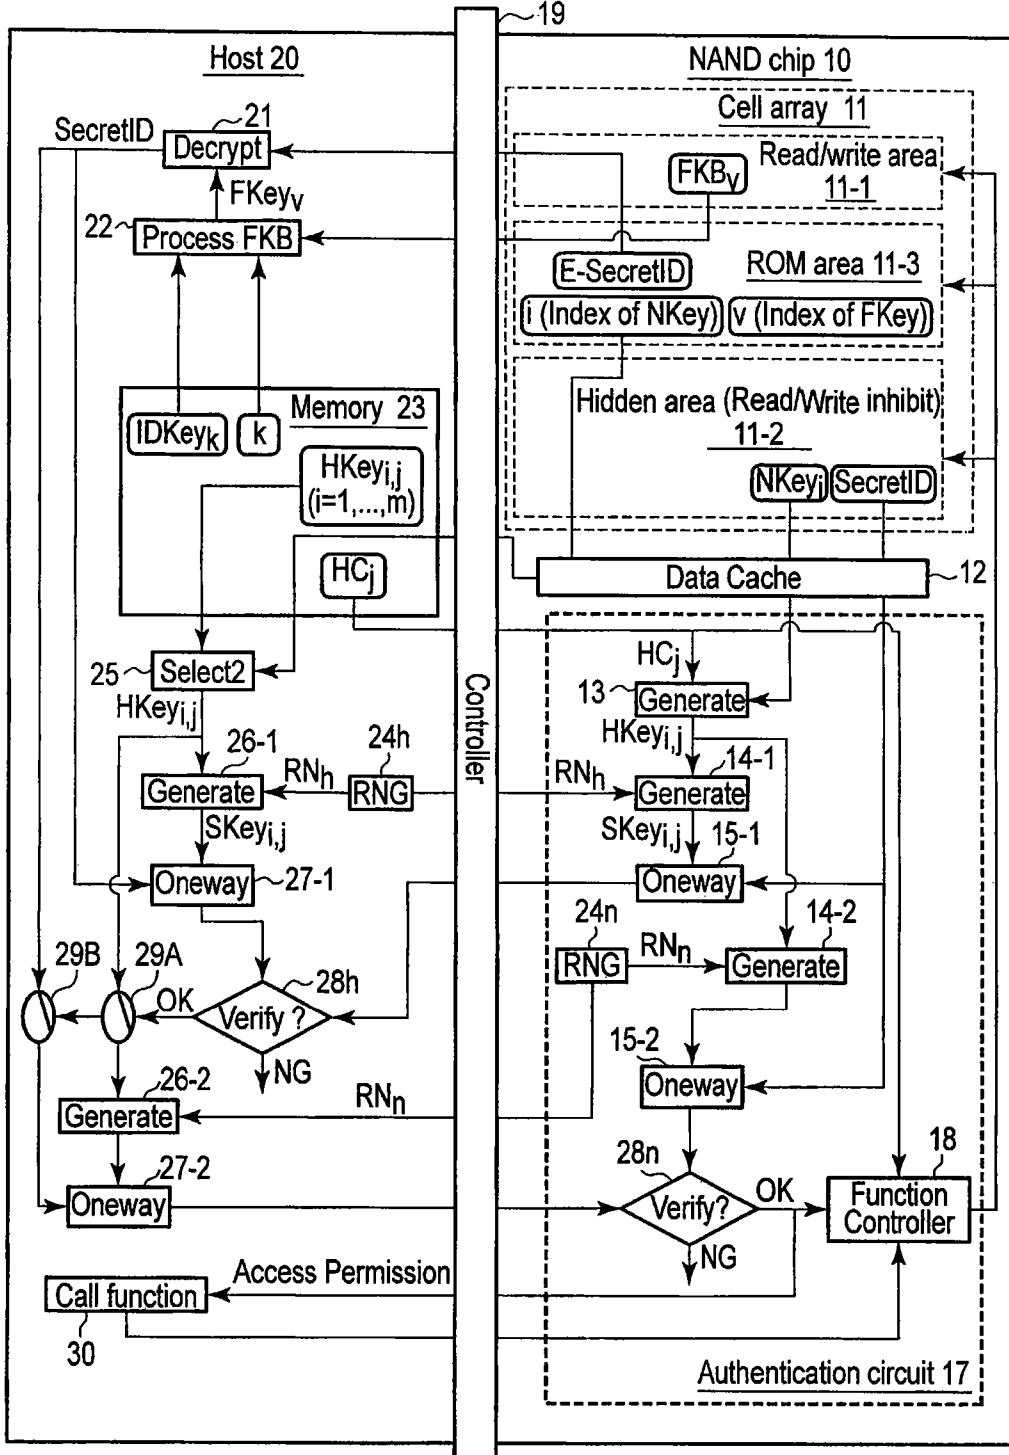 19
Host 20
NAND chip 10
Cell array 11
SecretID
21
Decrypt
Read/write area
11-1
FKBv
FKeyv
22
Process FKB
E-SecretID
ROM area 11-3
i (Index of NKey)
v (Index of FKey)
Memory 23
IDKeyk
k
Hidden area (Read/Write inhibit)
11-2
HKeyi,j
(i=1,...,m)
NKeyi
SecretID
HCj
Data Cache
12
25
Select2
HCj
Controller
13
Generate
HKeyi,j
HKeyi,j
26-1
24h
14-1
Generate
RNh
RNG
RNh
Generate
SKeyi,j
SKeyi,j
15-1
Oneway
27-1
Oneway
24n
14-2
29B
29A
RNG
RNn
Generate
28h
OK
Verify ?
15-2
NG
Oneway
26-2
Generate
RNn
28n
18
27-2
Oneway
Verify?
OK
Function
Controller
NG
Access Permission
Call function
30
Authentication circuit 17